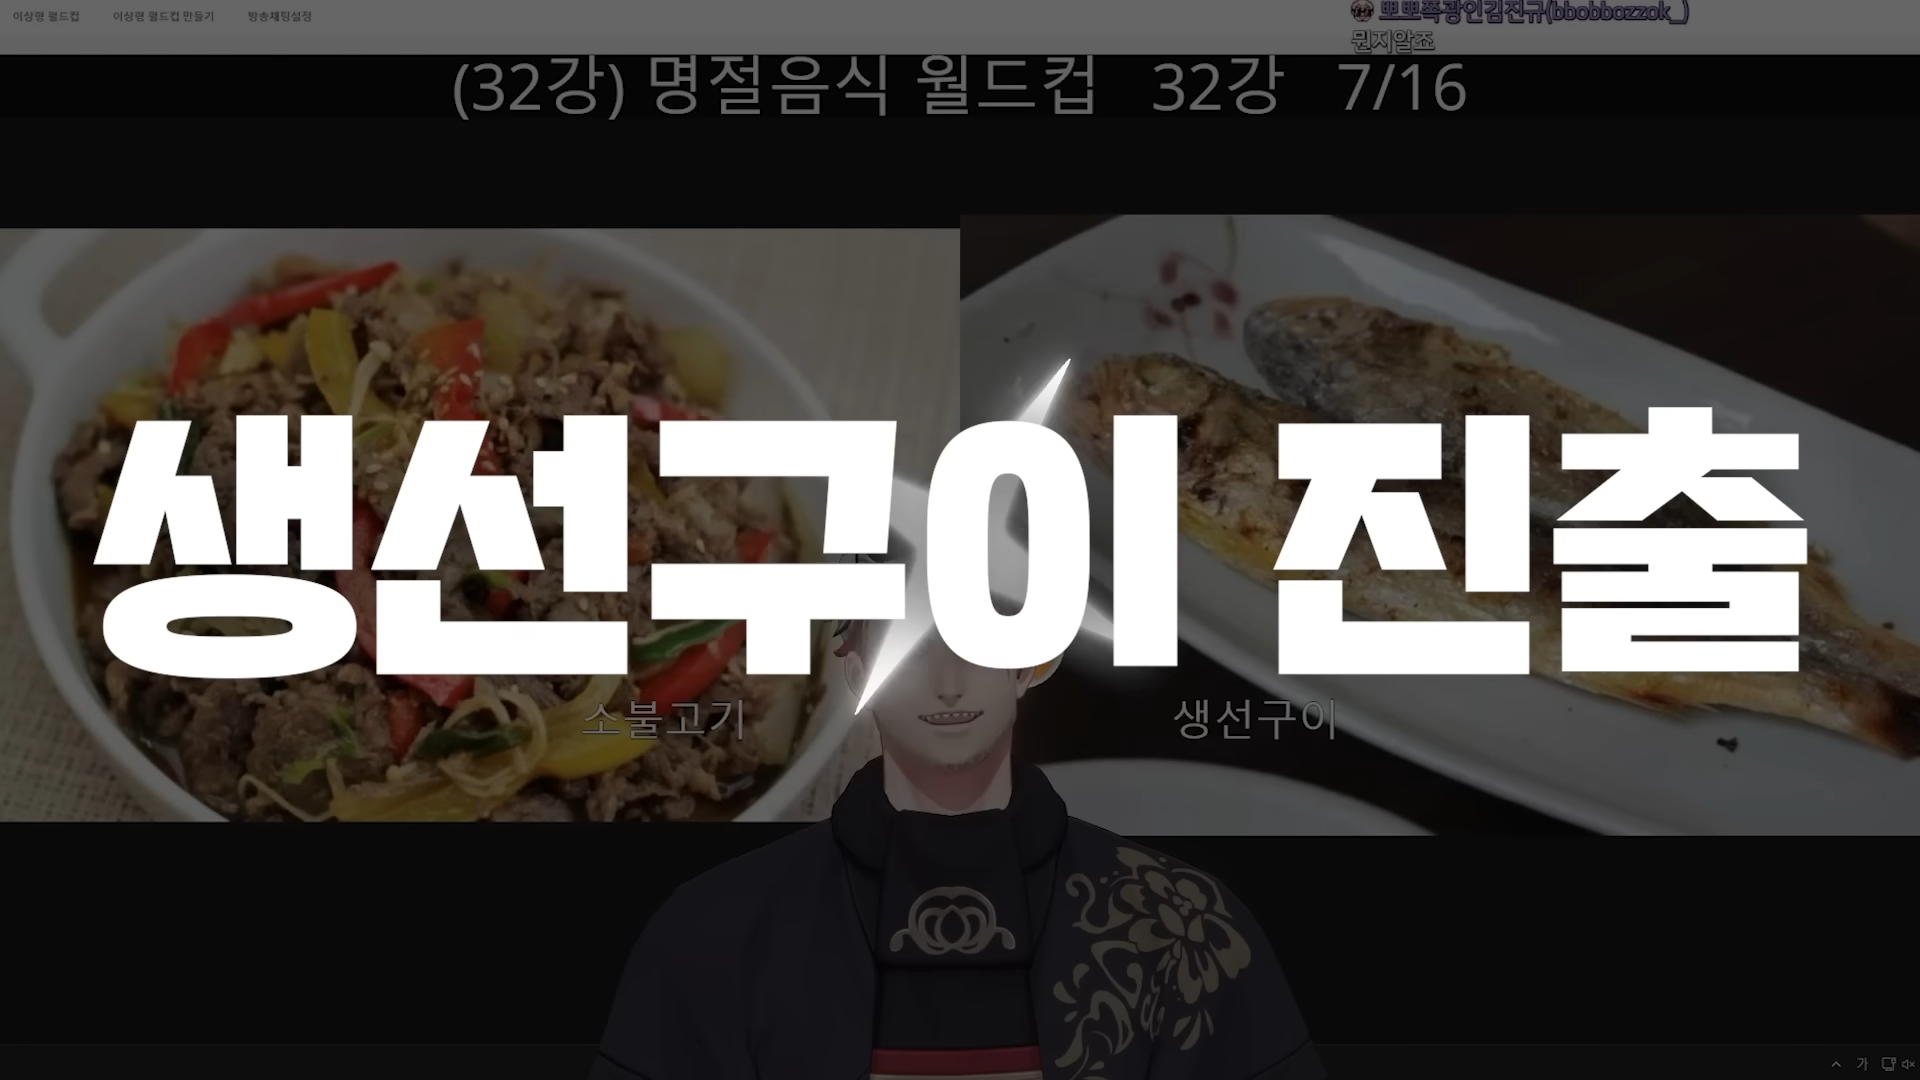 이상형 월드컵 이상형 월드컵 만들기 방송채팅설정
뽀뽀쪽광인김진규(bbobbozzok_)
뭔지알죠
(32강) 명절음식 월드컵 32강 7/16
생선구이 진출
소불고기 생선구이
가